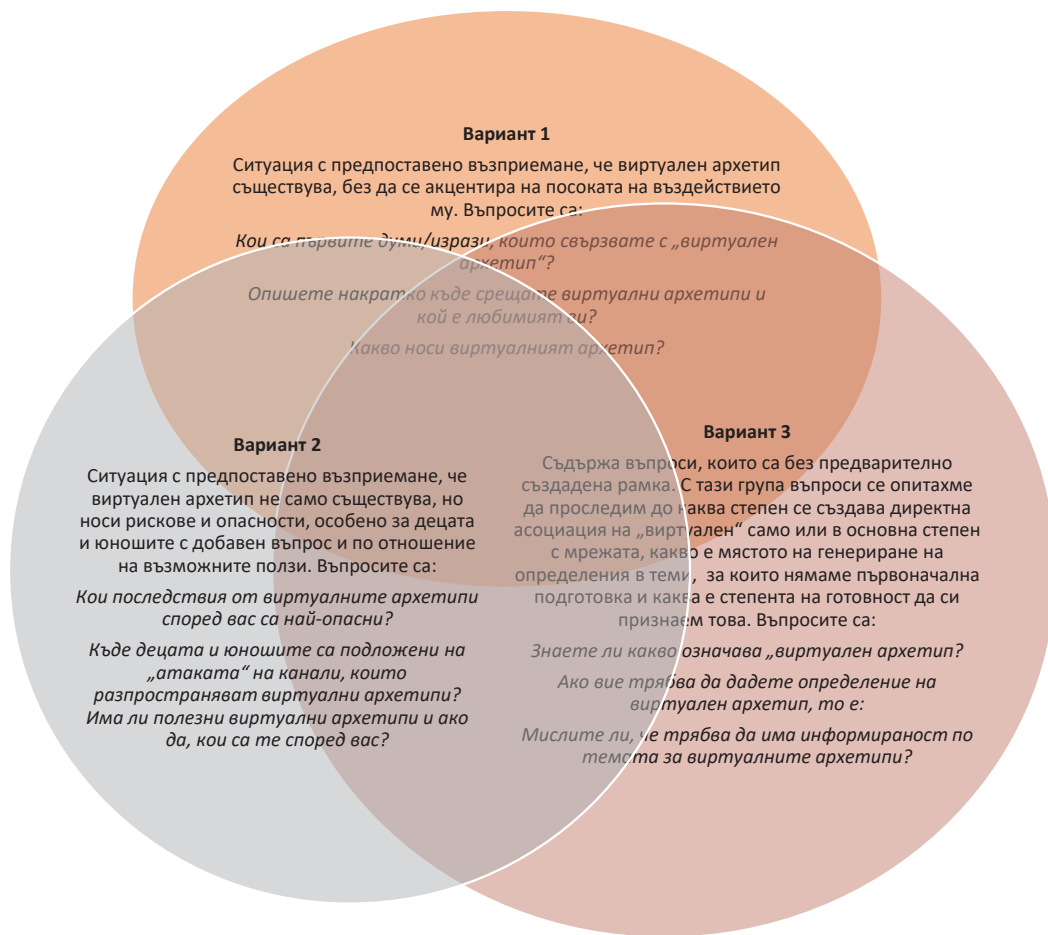 Вариант 1
Ситуация с предпоставено възприемане, че виртуален архетип
съществува, без да се акцентира на посоката на въздействието
му. Въпросите са:
Кои са първите думи/изрази, които свързвате с „виртуален
архетип“?
Опишете накратко къде срещате виртуални архетипи и
кой е любимият ви?
Какво носи виртуалният архетип?
Вариант 2
Ситуация с предпоставено възприемане, че
виртуален архетип не само съществува, но
носи рискове и опасности, особено за децата
и юношите с добавен въпрос и по отношение
на възможните ползи. Въпросите са:
Кои последствия от виртуалните архетипи
според вас са най-опасни?
Къде децата и юношите са подложени на
„атаката“ на канали, които
разпространяват виртуални архетипи?
Има ли полезни виртуални архетипи и ако
да, кои са те според вас?
Вариант 3
Съдържа въпроси, които са без предварително
създадена рамка. С тази група въпроси се опитахме
да проследим до каква степен се създава директна
асоциация на „виртуален“ само или в основна степен
с мрежата, какво е мястото на генериране на
определения в теми, за които нямаме първоначална
подготовка и каква е степента на готовност да си
признаем това. Въпросите са:
Знаете ли какво означава „виртуален архетип?
Ако вие трябва да дадете определение на
виртуален архетип, то е:
Мислите ли, че трябва да има информираност по
темата за виртуалните архетипи?